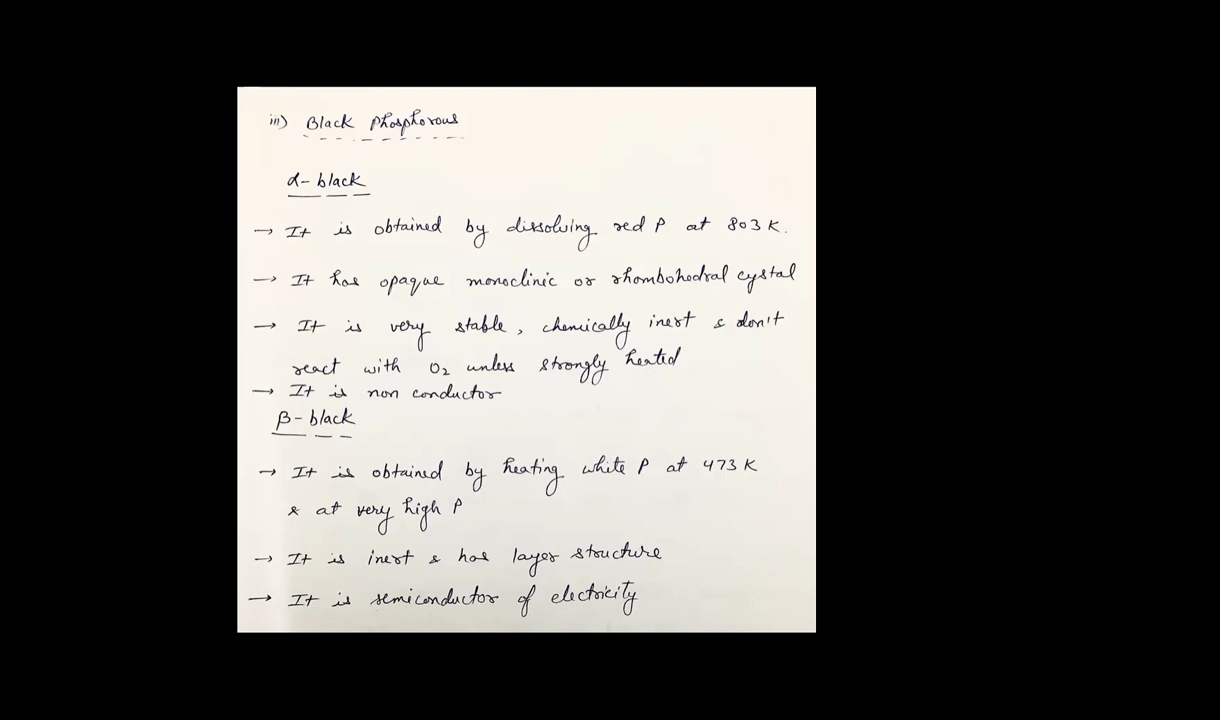 iii) Black Phosphorous
α- black
→ It is obtained by dissolving red P at 803 K.
→ It has opaque monoclinic or rhombohedral cystal
→ It is very stable, chemically inert & don't
react with O₂ unless strongly heated
→ It is non conductor
β- black
→ It is obtained by heating white P at 473 K
& at very high P
→ It is inert & has layer structure
→ It is semiconductor of electricity